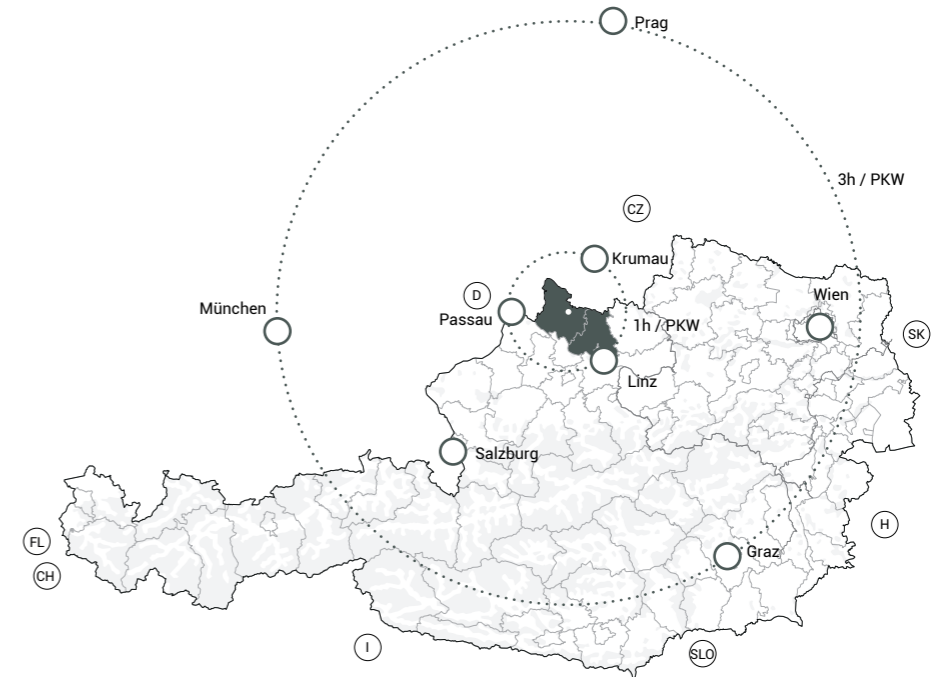 Prag
3h / PKW
CZ
Krumau
D
Wien
München
Passau
1h / PKW
SK
Linz
Salzburg
H
FL
Graz
CH
I
SLO